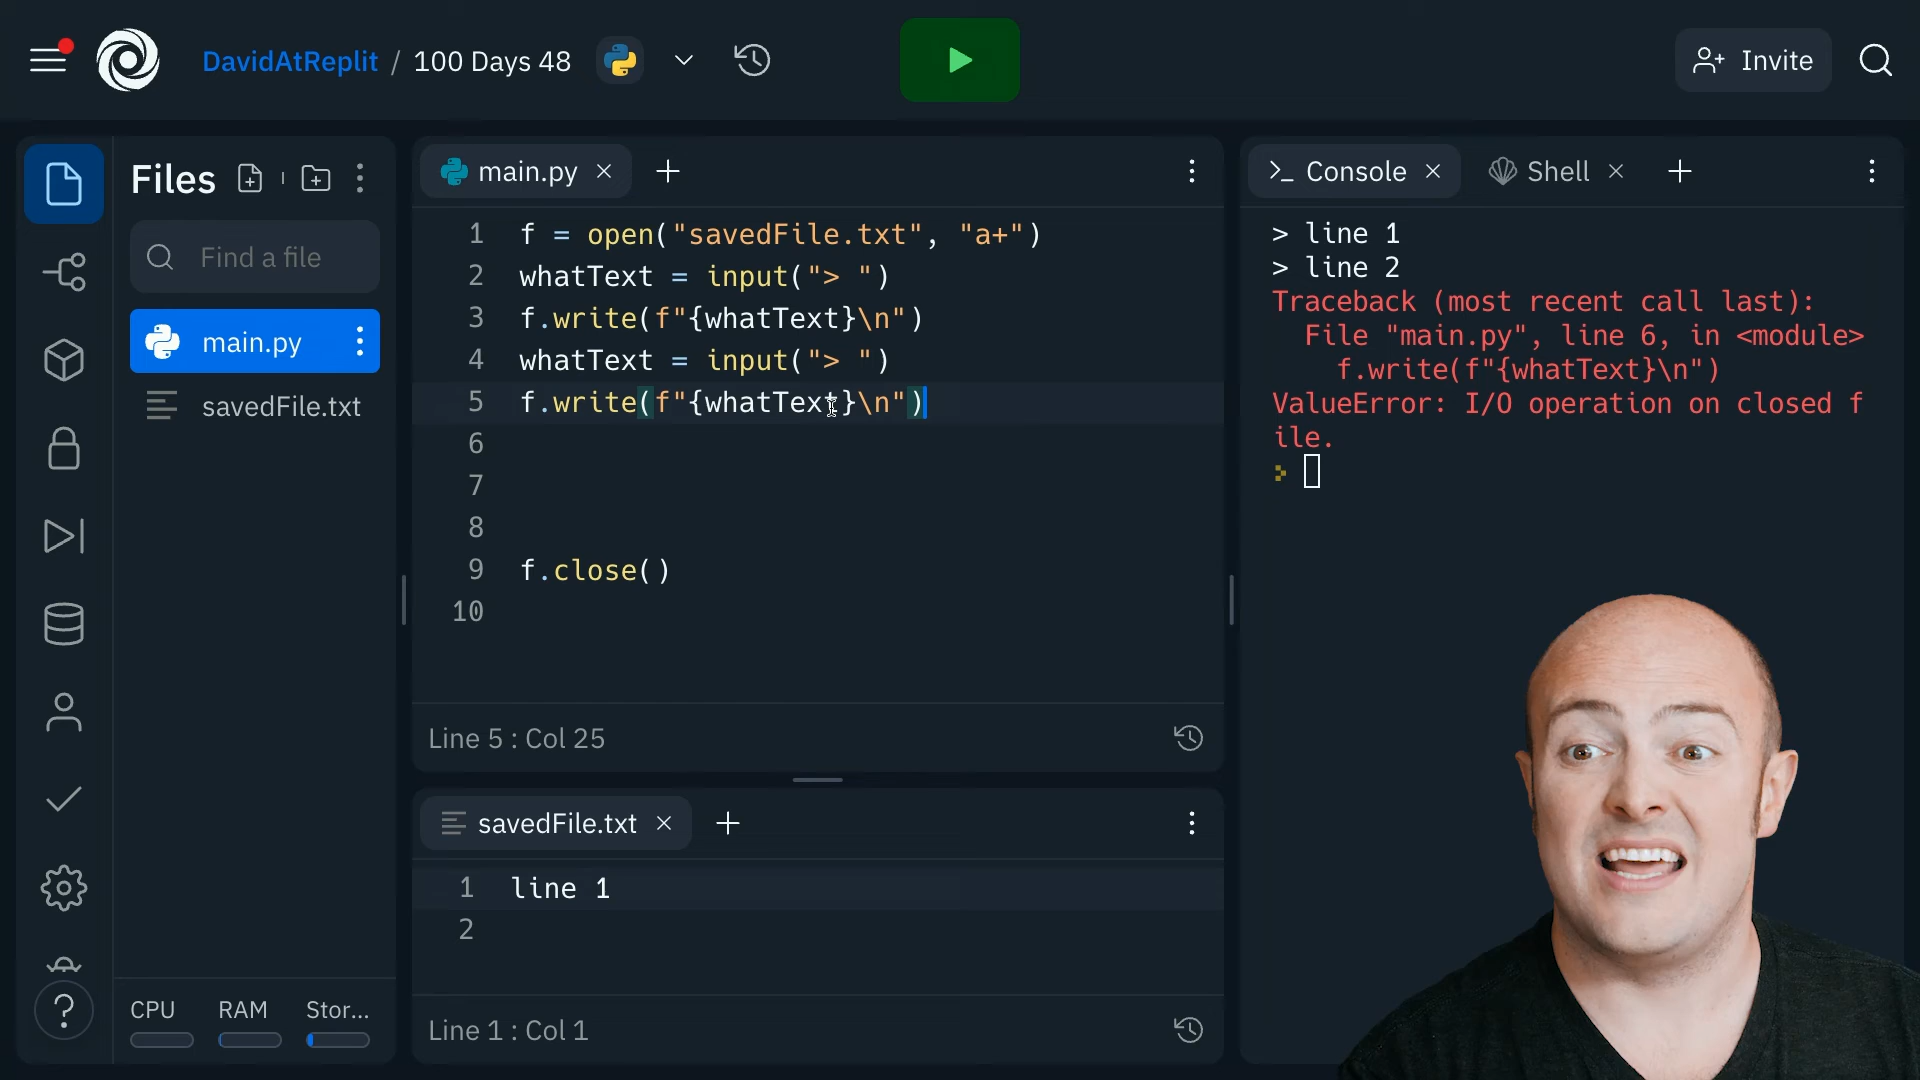 DavidAtReplit / 100 Days 48
Invite
Files
Find a file
main.py
savedFile.txt
CPU RAM Stor...
main.py
1 f = open("savedFile.txt", "a+")
2 whatText = input("> ")
3 f.write(f"{whatText}\n")
4 whatText = input("> ")
5 f.write(f"{whatText}\n")
6
7
8
9 f.close()
10
Line 5 : Col 25
savedFile.txt
1 line 1
2
Line 1 : Col 1
Console
Shell
> line 1
> line 2
Traceback (most recent call last):
  File "main.py", line 6, in <module>
    f.write(f"{whatText}\n")
ValueError: I/O operation on closed f
ile.